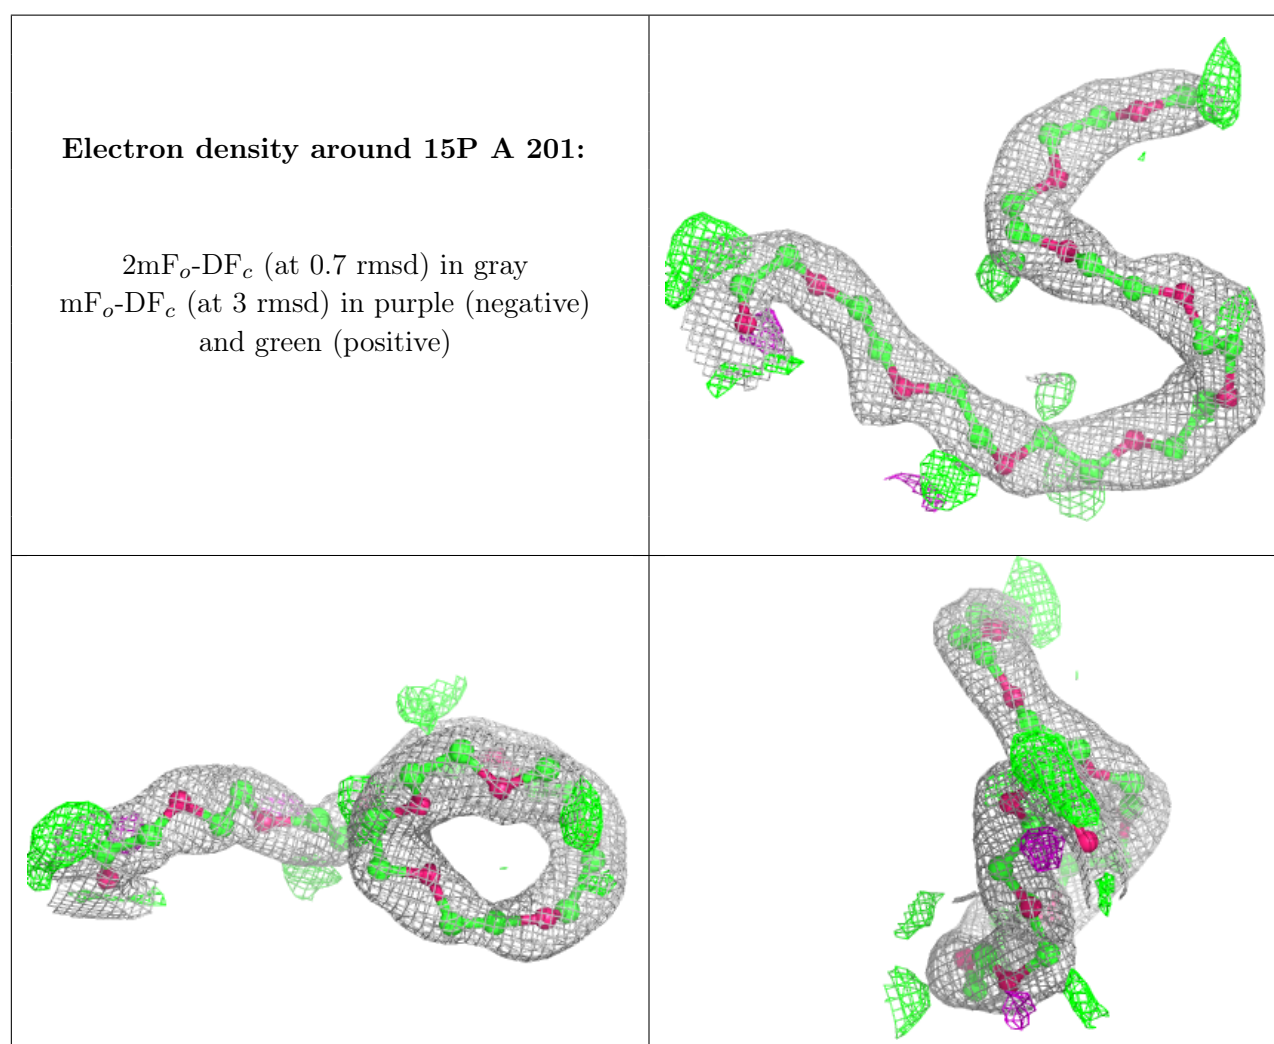 Electron density around 15P A 201:
2mFₒ-DF𝒸 (at 0.7 rmsd) in gray
mFₒ-DF𝒸 (at 3 rmsd) in purple (negative)
and green (positive)